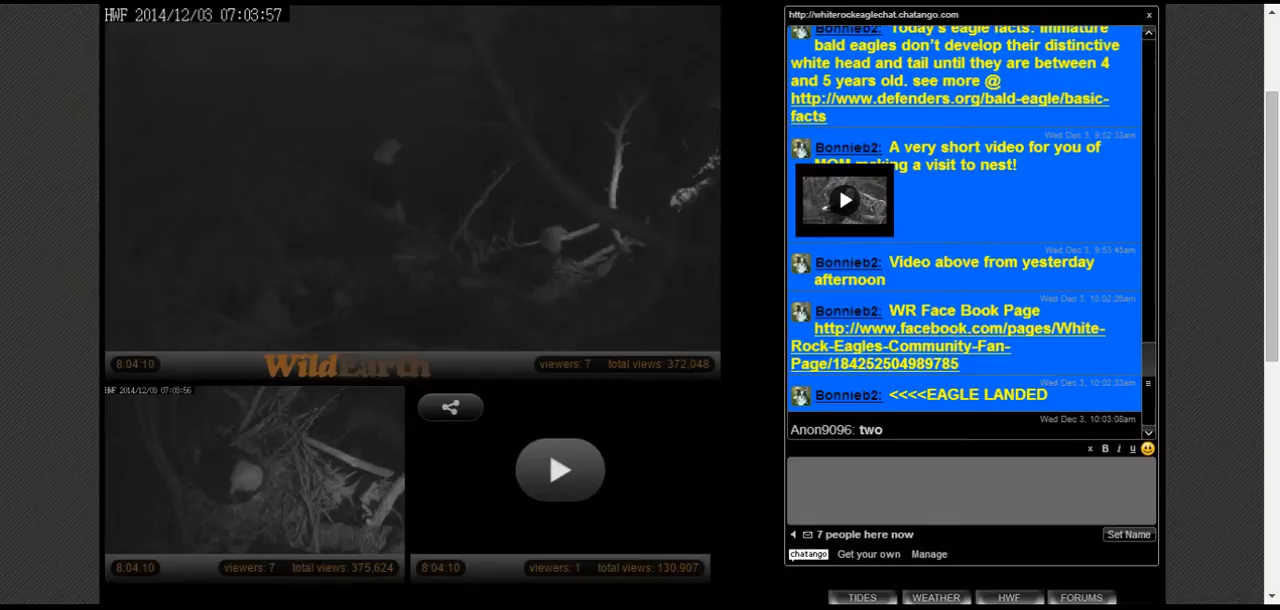 HWF 2014/12/03 07:03:57
8:04:10
WildEarth
viewers: 7 total views: 372,048
HWF 2014/12/03 07:03:56
8:04:10
viewers: 7 total views: 375,624
8:04:10
viewers: 1 total views: 130,907
http://whiterockeaglechat.chatango.com
x
Bonnieb2: Today's eagle facts: Immature
bald eagles don't develop their distinctive
white head and tail until they are between 4
and 5 years old. see more @
http://www.defenders.org/bald-eagle/basic-
facts
Wed Dec 3, 9:52:33am
Bonnieb2: A very short video for you of
MOM making a visit to nest!
Wed Dec 3, 9:53:45am
Bonnieb2: Video above from yesterday
afternoon
Wed Dec 3, 10:02:26am
Bonnieb2: WR Face Book Page
http://www.facebook.com/pages/White-
Rock-Eagles-Community-Fan-
Page/184252504989785
Wed Dec 3, 10:02:33am
Bonnieb2: <<<<EAGLE LANDED
Wed Dec 3, 10:03:08am
Anon9096: two
x B i u
7 people here now
Set Name
chatango Get your own Manage
TIDES WEATHER HWF FORUMS